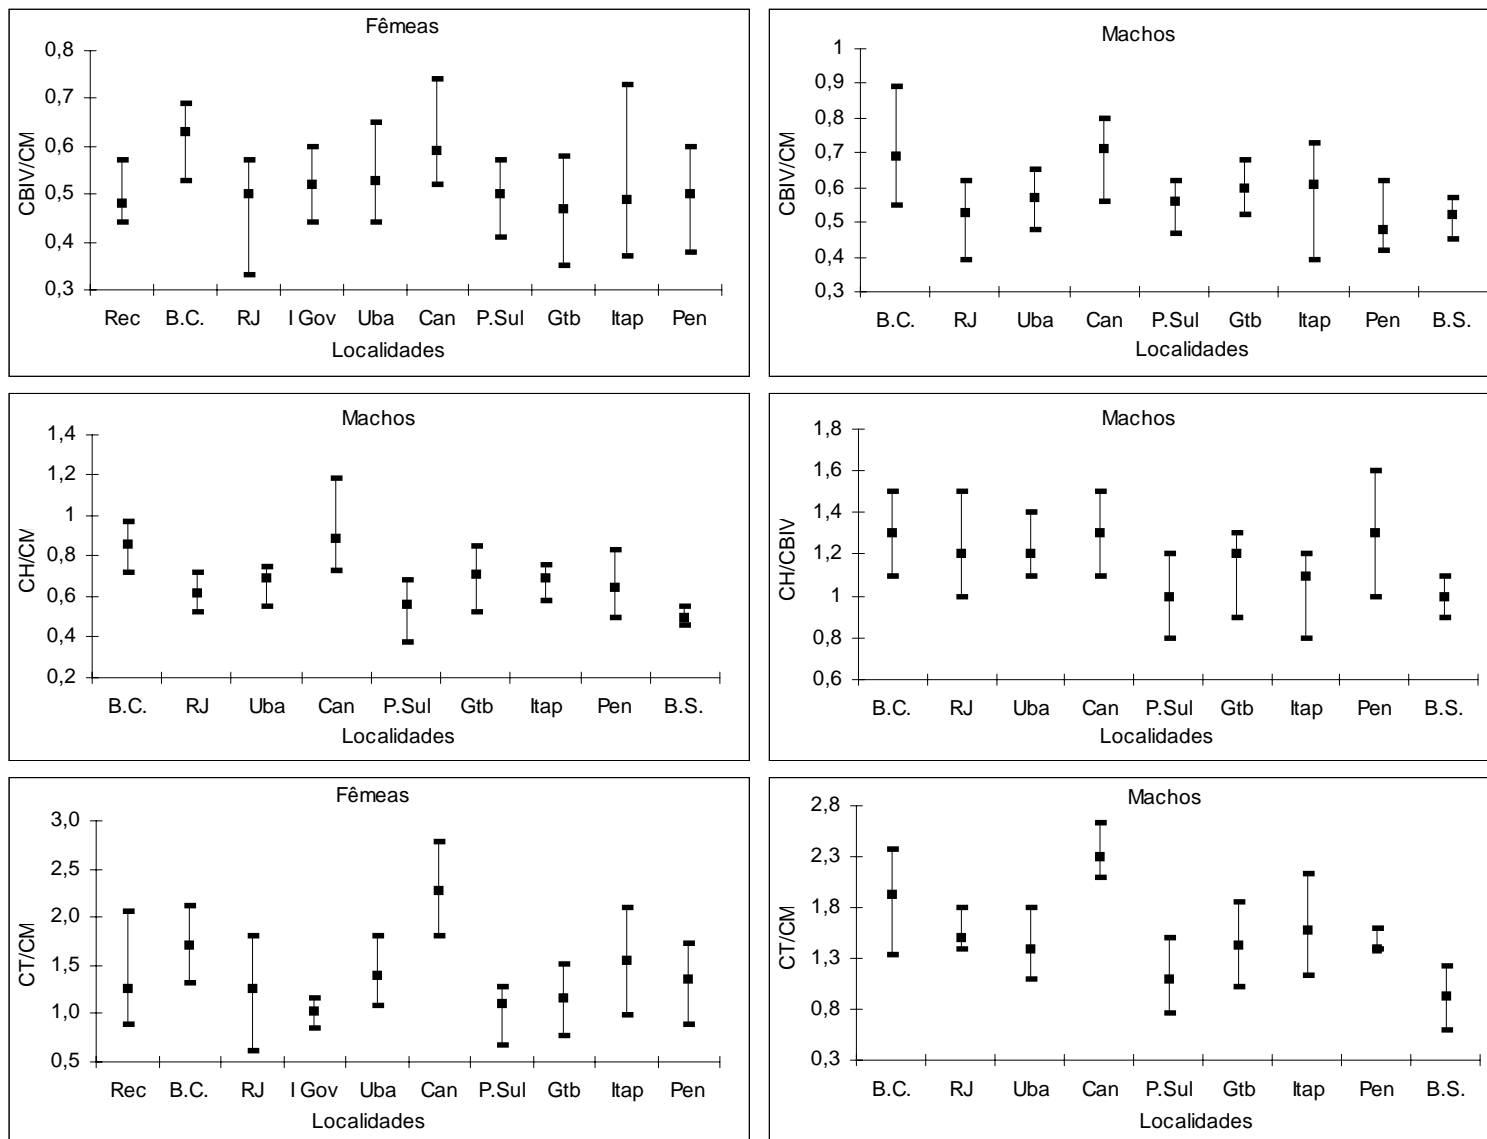 Fêmeas
0,8
0,7
0,6
0,5
0,4
0,3
CBIV/CM
Rec B.C. RJ I Gov Uba Can P.Sul Gtb Itap Pen
Localidades
Machos
1
0,9
0,8
0,7
0,6
0,5
0,4
0,3
CBIV/CM
B.C. RJ Uba Can P.Sul Gtb Itap Pen B.S.
Localidades
Machos
1,4
1,2
1
0,8
0,6
0,4
0,2
CH/CM
B.C. RJ Uba Can P.Sul Gtb Itap Pen B.S.
Localidades
Machos
1,8
1,6
1,4
1,2
1
0,8
0,6
CH/CBIV
B.C. RJ Uba Can P.Sul Gtb Itap Pen B.S.
Localidades
Fêmeas
3,0
2,5
2,0
1,5
1,0
0,5
CT/CM
Rec B.C. RJ I Gov Uba Can P.Sul Gtb Itap Pen
Localidades
Machos
2,8
2,3
1,8
1,3
0,8
0,3
CT/CM
B.C. RJ Uba Can P.Sul Gtb Itap Pen B.S.
Localidades